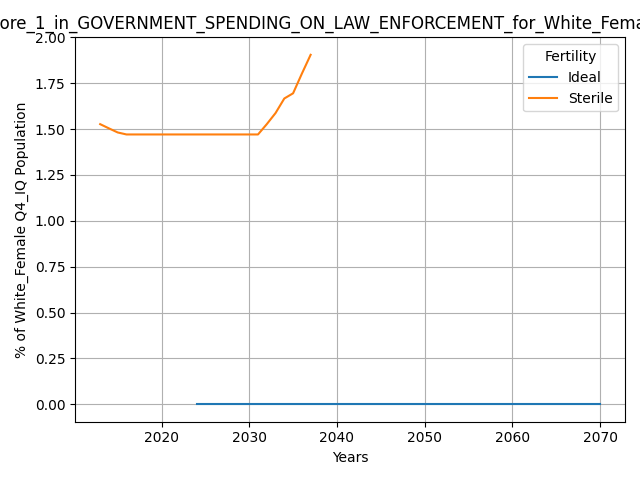 ore_1_in_GOVERNMENT_SPENDING_ON_LAW_ENFORCEMENT_for_White_Fema
2.00
1.75
1.50
1.25
1.00
0.75
0.50
0.25
0.00
% of White_Female Q4_IQ Population
Fertility
Ideal
Sterile
2020 2030 2040 2050 2060 2070
Years